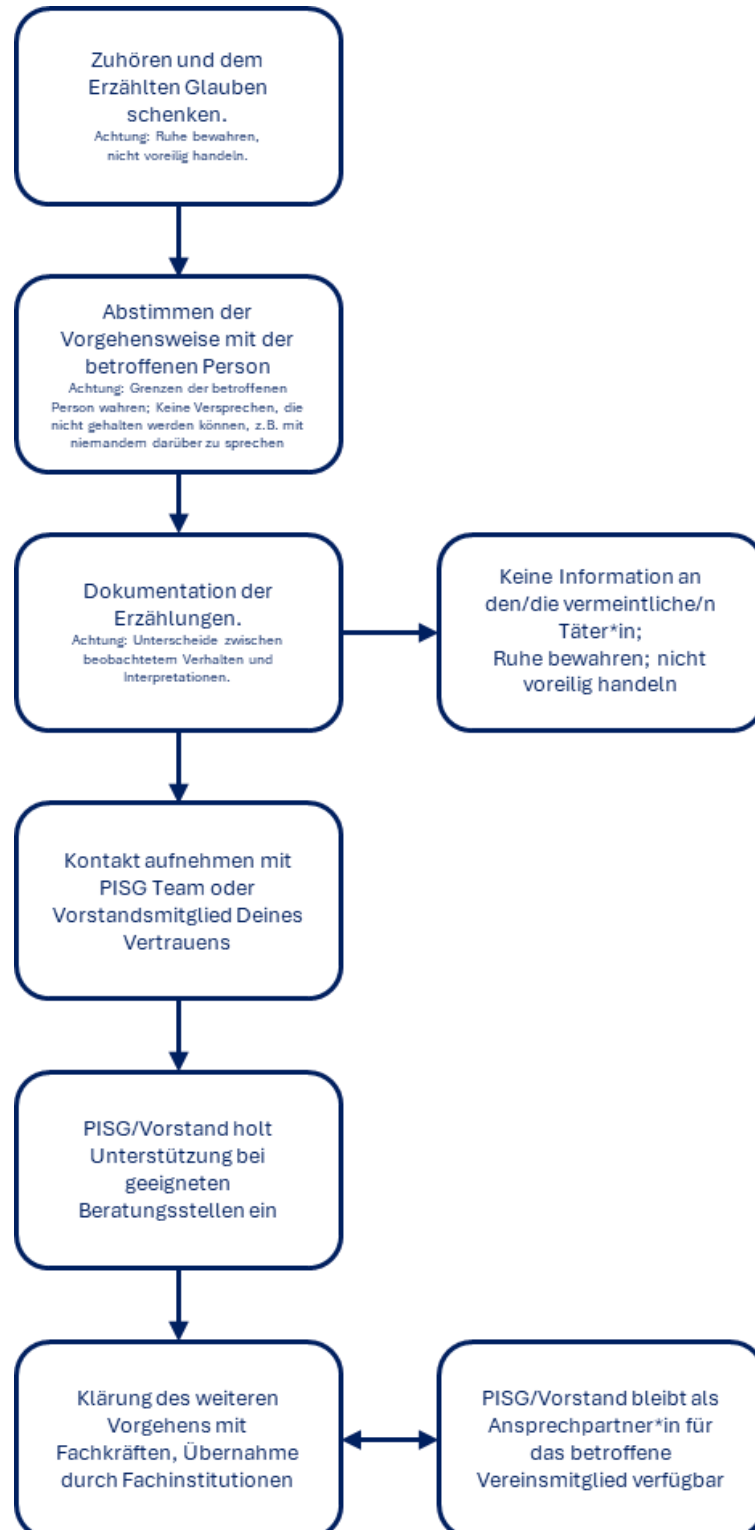 Zuhören und dem
Erzählten Glauben
schenken.
Achtung: Ruhe bewahren,
nicht voreilig handeln.
Abstimmen der
Vorgehensweise mit der
betroffenen Person
Achtung: Grenzen der betroffenen
Person wahren; Keine Versprechen, die
nicht gehalten werden können, z.B. mit
niemandem darüber zu sprechen
Dokumentation der
Erzählungen.
Achtung: Unterscheide zwischen
beobachtetem Verhalten und
Interpretationen.
Keine Information an
den/die vermeintliche/n
Täter*in;
Ruhe bewahren; nicht
voreilig handeln
Kontakt aufnehmen mit
PISG Team oder
Vorstandsmitglied Deines
Vertrauens
PISG/Vorstand holt
Unterstützung bei
geeigneten
Beratungsstellen ein
Klärung des weiteren
Vorgehens mit
Fachkräften, Übernahme
durch Fachinstitutionen
PISG/Vorstand bleibt als
Ansprechpartner*in für
das betroffene
Vereinsmitglied verfügbar